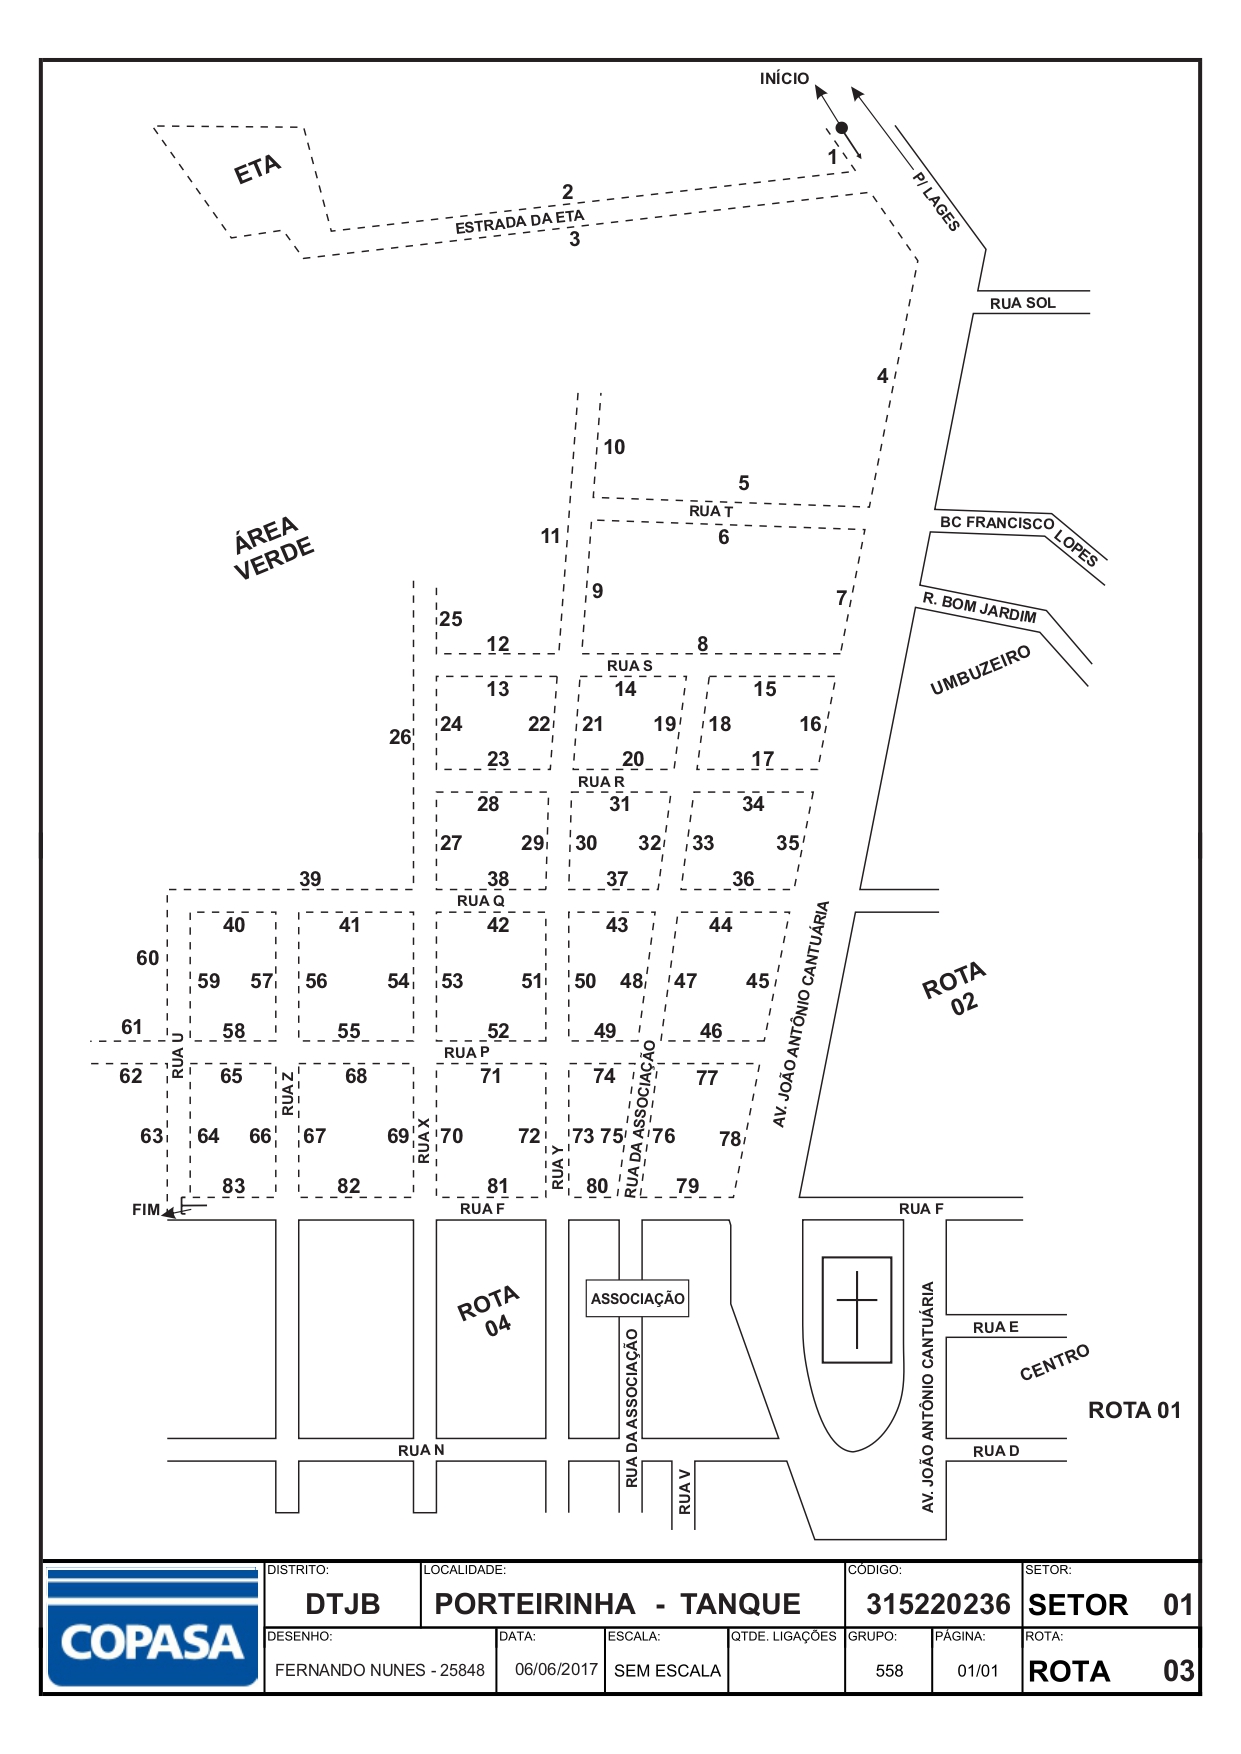 INÍCIO
ETA
1
P/ LAGES
2
ESTRADA DA ETA
3
RUA SOL
4
10
5
RUA T
BC FRANCISCO LOPES
ÁREA
VERDE
11
6
9
7
R. BOM JARDIM
25
12
8
RUA S
UMBUZEIRO
13
14
15
24
22
21
19
18
16
26
23
20
17
RUA R
28
31
34
27
29
30
32
33
35
39
38
37
36
RUA Q
40
41
42
43
44
AV. JOÃO ANTÔNIO CANTUÁRIA
60
59
57
56
54
53
51
50
48
47
45
ROTA
02
61
58
55
52
49
46
RUA U
RUA P
RUA DA ASSOCIAÇÃO
62
65
RUA Z
68
71
74
77
63
64
66
67
69
RUA X
70
72
RUA Y
73
75
76
78
83
82
81
80
79
FIM
RUA F
RUA F
ROTA
04
ASSOCIAÇÃO
RUA DA ASSOCIAÇÃO
AV. JOÃO ANTÔNIO CANTUÁRIA
RUA E
CENTRO
ROTA 01
RUA N
RUA V
RUA D
COPASA
DISTRITO:
DTJB
LOCALIDADE:
PORTEIRINHA - TANQUE
CÓDIGO:
315220236
SETOR:
SETOR 01
DESENHO:
FERNANDO NUNES - 25848
DATA:
06/06/2017
ESCALA:
SEM ESCALA
QTDE. LIGAÇÕES
GRUPO:
558
PÁGINA:
01/01
ROTA:
ROTA 03